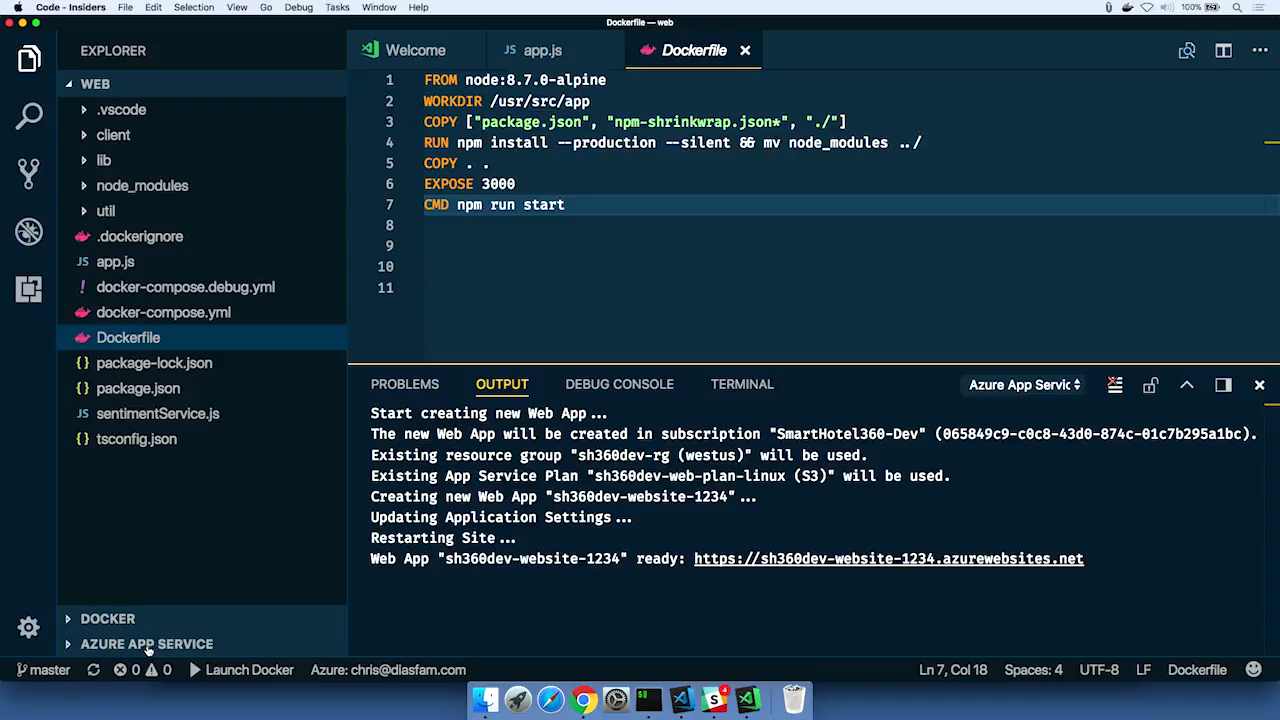 Code - Insiders File Edit Selection View Go Debug Tasks Window Help 100%
Dockerfile — web
EXPLORER
WEB
.vscode
client
lib
node_modules
util
.dockerignore
app.js
docker-compose.debug.yml
docker-compose.yml
Dockerfile
package-lock.json
package.json
sentimentService.js
tsconfig.json
DOCKER
AZURE APP SERVICE
Welcome JS app.js Dockerfile
1 FROM node:8.7.0-alpine
2 WORKDIR /usr/src/app
3 COPY ["package.json", "npm-shrinkwrap.json*", "./"]
4 RUN npm install --production --silent && mv node_modules ../
5 COPY . .
6 EXPOSE 3000
7 CMD npm run start
8
9
10
11
PROBLEMS OUTPUT DEBUG CONSOLE TERMINAL Azure App Servic
Start creating new Web App...
The new Web App will be created in subscription "SmartHotel360-Dev" (065849c9-c0c8-43d0-874c-01c7b295a1bc).
Existing resource group "sh360dev-rg (westus)" will be used.
Existing App Service Plan "sh360dev-web-plan-linux (S3)" will be used.
Creating new Web App "sh360dev-website-1234"...
Updating Application Settings...
Restarting Site...
Web App "sh360dev-website-1234" ready: https://sh360dev-website-1234.azurewebsites.net
master 0 0 Launch Docker Azure: chris@diasfam.com Ln 7, Col 18 Spaces: 4 UTF-8 LF Dockerfile